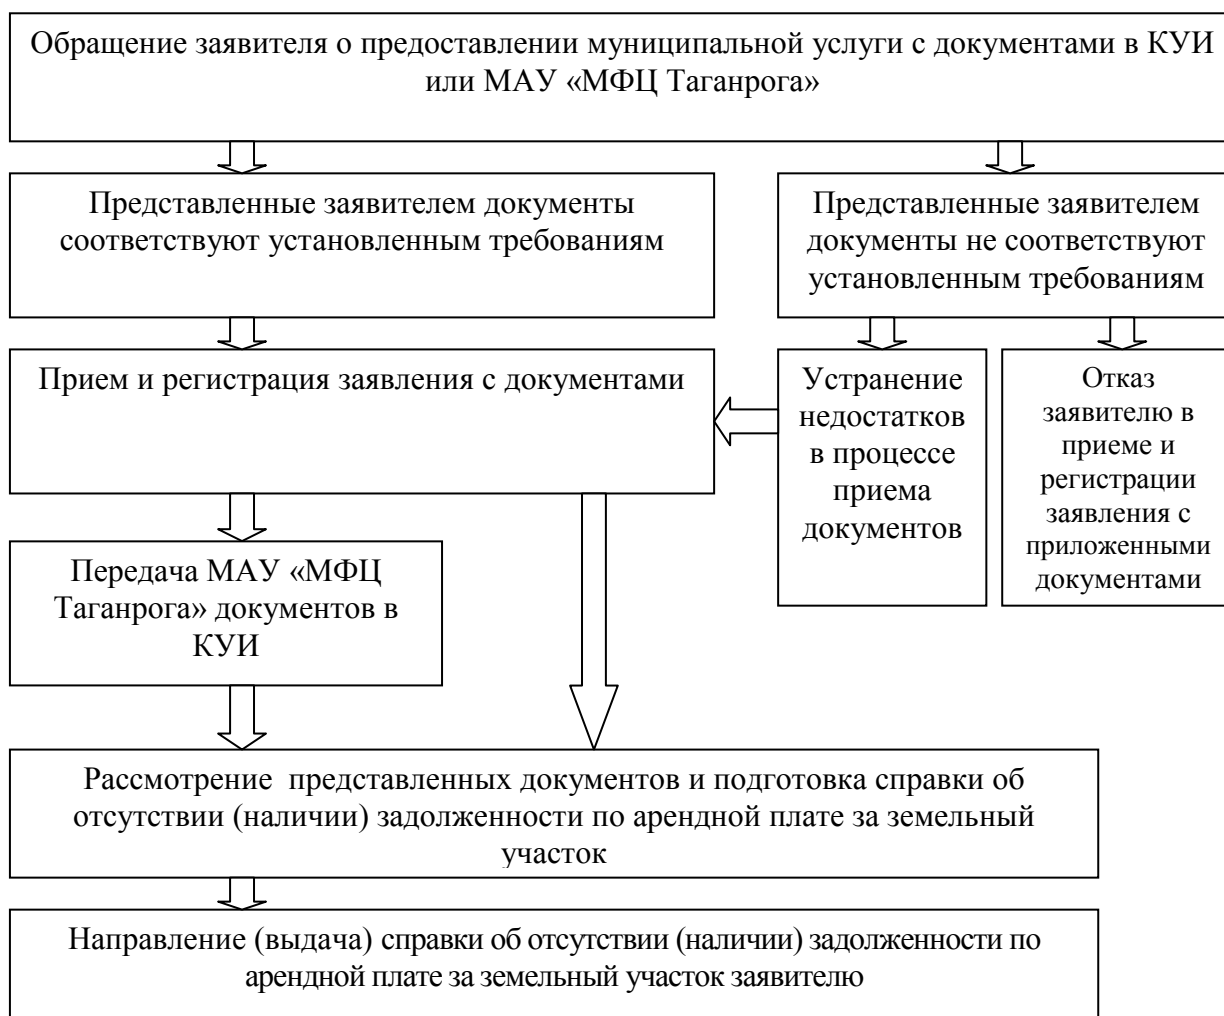 Обращение заявителя о предоставлении муниципальной услуги с документами в КУИ
или МАУ «МФЦ Таганрога»
Представленные заявителем документы
соответствуют установленным требованиям
Представленные заявителем
документы не соответствуют
установленным требованиям
Прием и регистрация заявления с документами
Устранение
недостатков
в процессе
приема
документов
Отказ
заявителю в
приеме и
регистрации
заявления с
приложенными
документами
Передача МАУ «МФЦ
Таганрога» документов в
КУИ
Рассмотрение представленных документов и подготовка справки об
отсутствии (наличии) задолженности по арендной плате за земельный
участок
Направление (выдача) справки об отсутствии (наличии) задолженности по
арендной плате за земельный участок заявителю